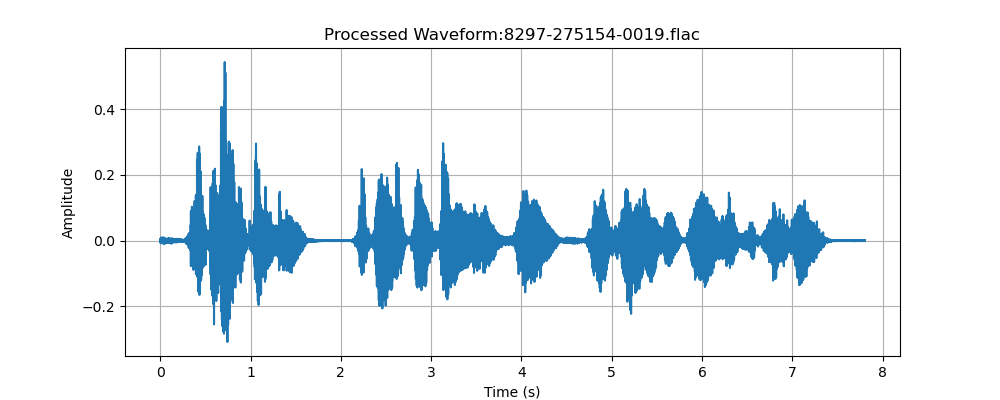 Processed Waveform:8297-275154-0019.flac
Amplitude
0.4
0.2
0.0
−0.2
0 1 2 3 4 5 6 7 8
Time (s)